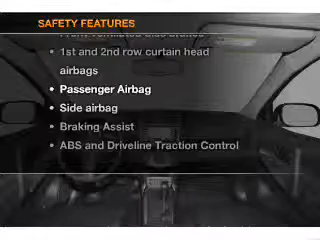 SAFETY FEATURES
• 1st and 2nd row curtain head
airbags
• Passenger Airbag
• Side airbag
• Braking Assist
• ABS and Driveline Traction Control